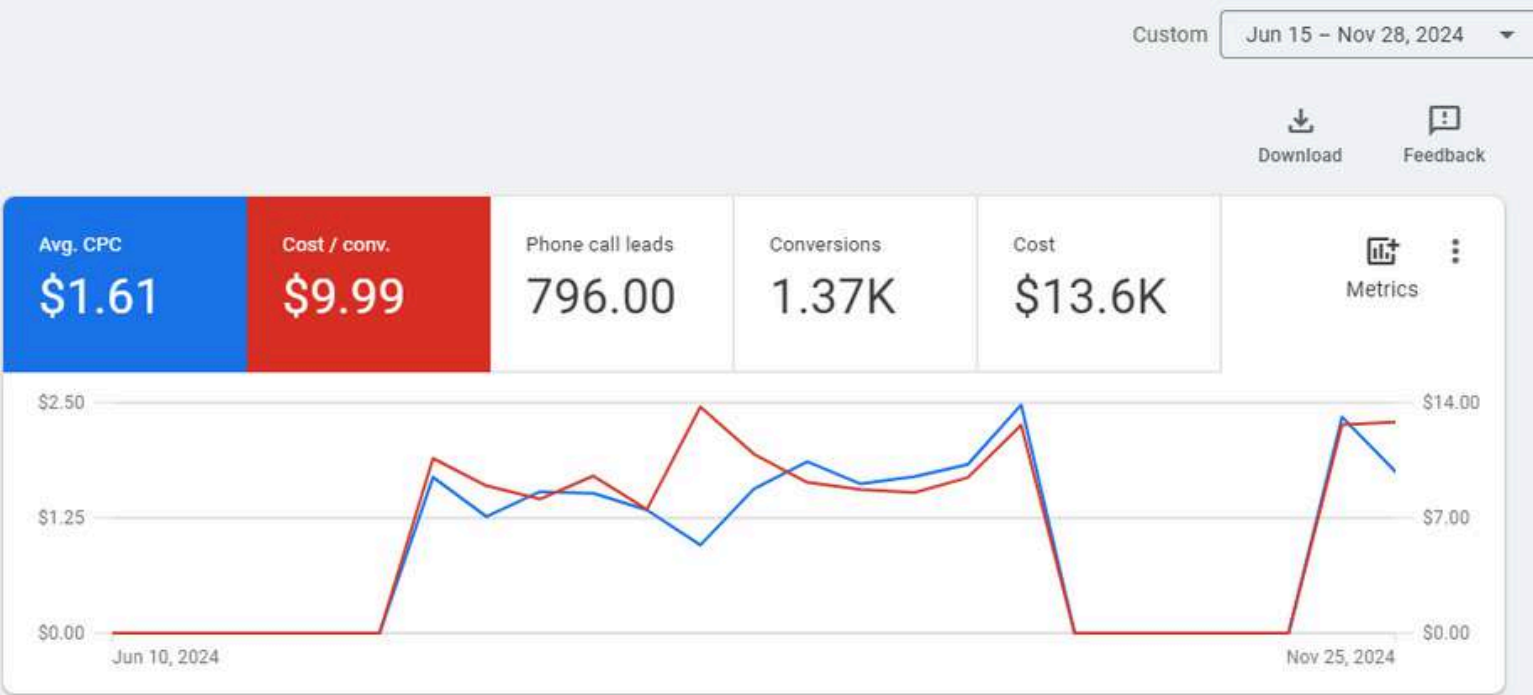 Custom Jun 15 – Nov 28, 2024
Download Feedback
Avg. CPC Cost / conv. Phone call leads Conversions Cost
$1.61 $9.99 796.00 1.37K $13.6K Metrics
$2.50 $14.00
$1.25 $7.00
$0.00 $0.00
Jun 10, 2024 Nov 25, 2024